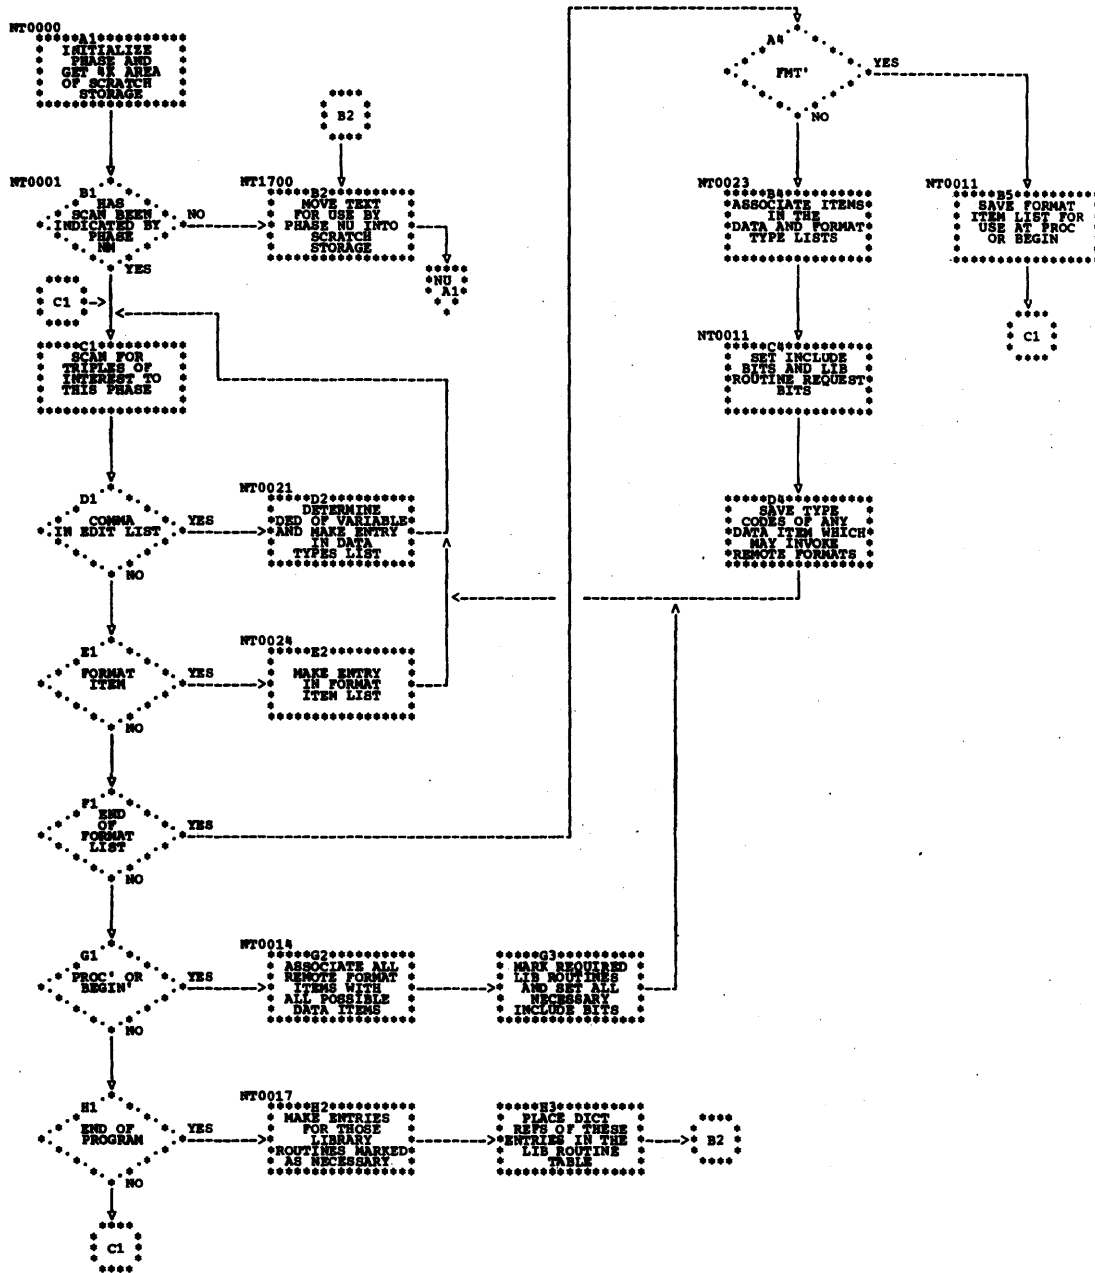 NT0000
A1
INITIALIZE
PHASE AND
GET 4K AREA
OF SCRATCH
STORAGE
B2
NT0001
B1
HAS
SCAN BEEN
INDICATED BY
PHASE
NM
NO
YES
NT1700
B2
MOVE TEXT
FOR USE BY
PHASE NU INTO
SCRATCH
STORAGE
NU
A1
C1
C1
SCAN FOR
TRIPLES OF
INTEREST TO
THIS PHASE
D1
COMMA
IN EDIT LIST
YES
NO
NT0021
D2
DETERMINE
DED OF VARIABLE
AND MAKE ENTRY
IN DATA
TYPES LIST
E1
FORMAT
ITEM
YES
NO
NT0024
E2
MAKE ENTRY
IN FORMAT
ITEM LIST
F1
END
OF
FORMAT
LIST
YES
NO
A4
FMT'
YES
NO
NT0023
B4
ASSOCIATE ITEMS
IN THE
DATA AND FORMAT
TYPE LISTS
NT0011
B5
SAVE FORMAT
ITEM LIST FOR
USE AT PROC
OR BEGIN
C1
NT0011
C4
SET INCLUDE
BITS AND LIB
ROUTINE REQUEST
BITS
D4
SAVE TYPE
CODES OF ANY
DATA ITEM WHICH
MAY INVOKE
REMOTE FORMATS
G1
PROC' OR
BEGIN'
YES
NO
NT0014
G2
ASSOCIATE ALL
REMOTE FORMAT
ITEMS WITH
ALL POSSIBLE
DATA ITEMS
G3
MARK REQUIRED
LIB ROUTINES
AND SET ALL
NECESSARY
INCLUDE BITS
H1
END OF
PROGRAM
YES
NO
NT0017
H2
MAKE ENTRIES
FOR THOSE
LIBRARY
ROUTINES MARKED
AS NECESSARY
H3
PLACE DICT
REFS OF THESE
ENTRIES IN THE
LIB ROUTINE
TABLE
B2
C1